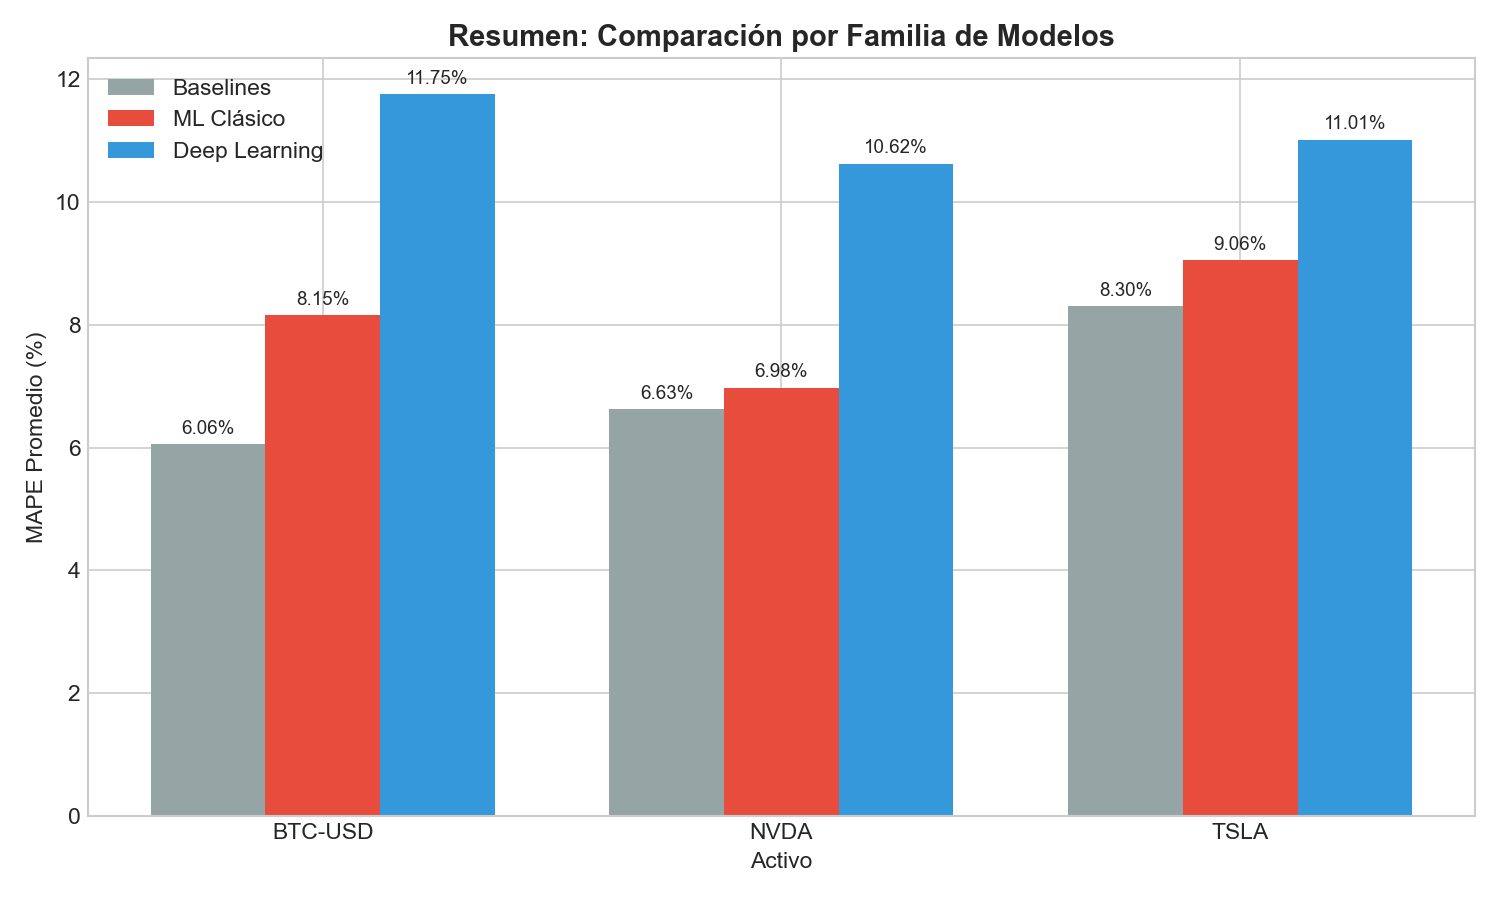 Resumen: Comparación por Familia de Modelos
Baselines
ML Clásico
Deep Learning
MAPE Promedio (%)
12
10
8
6
4
2
0
6.06%
8.15%
11.75%
6.63%
6.98%
10.62%
8.30%
9.06%
11.01%
BTC-USD
NVDA
TSLA
Activo